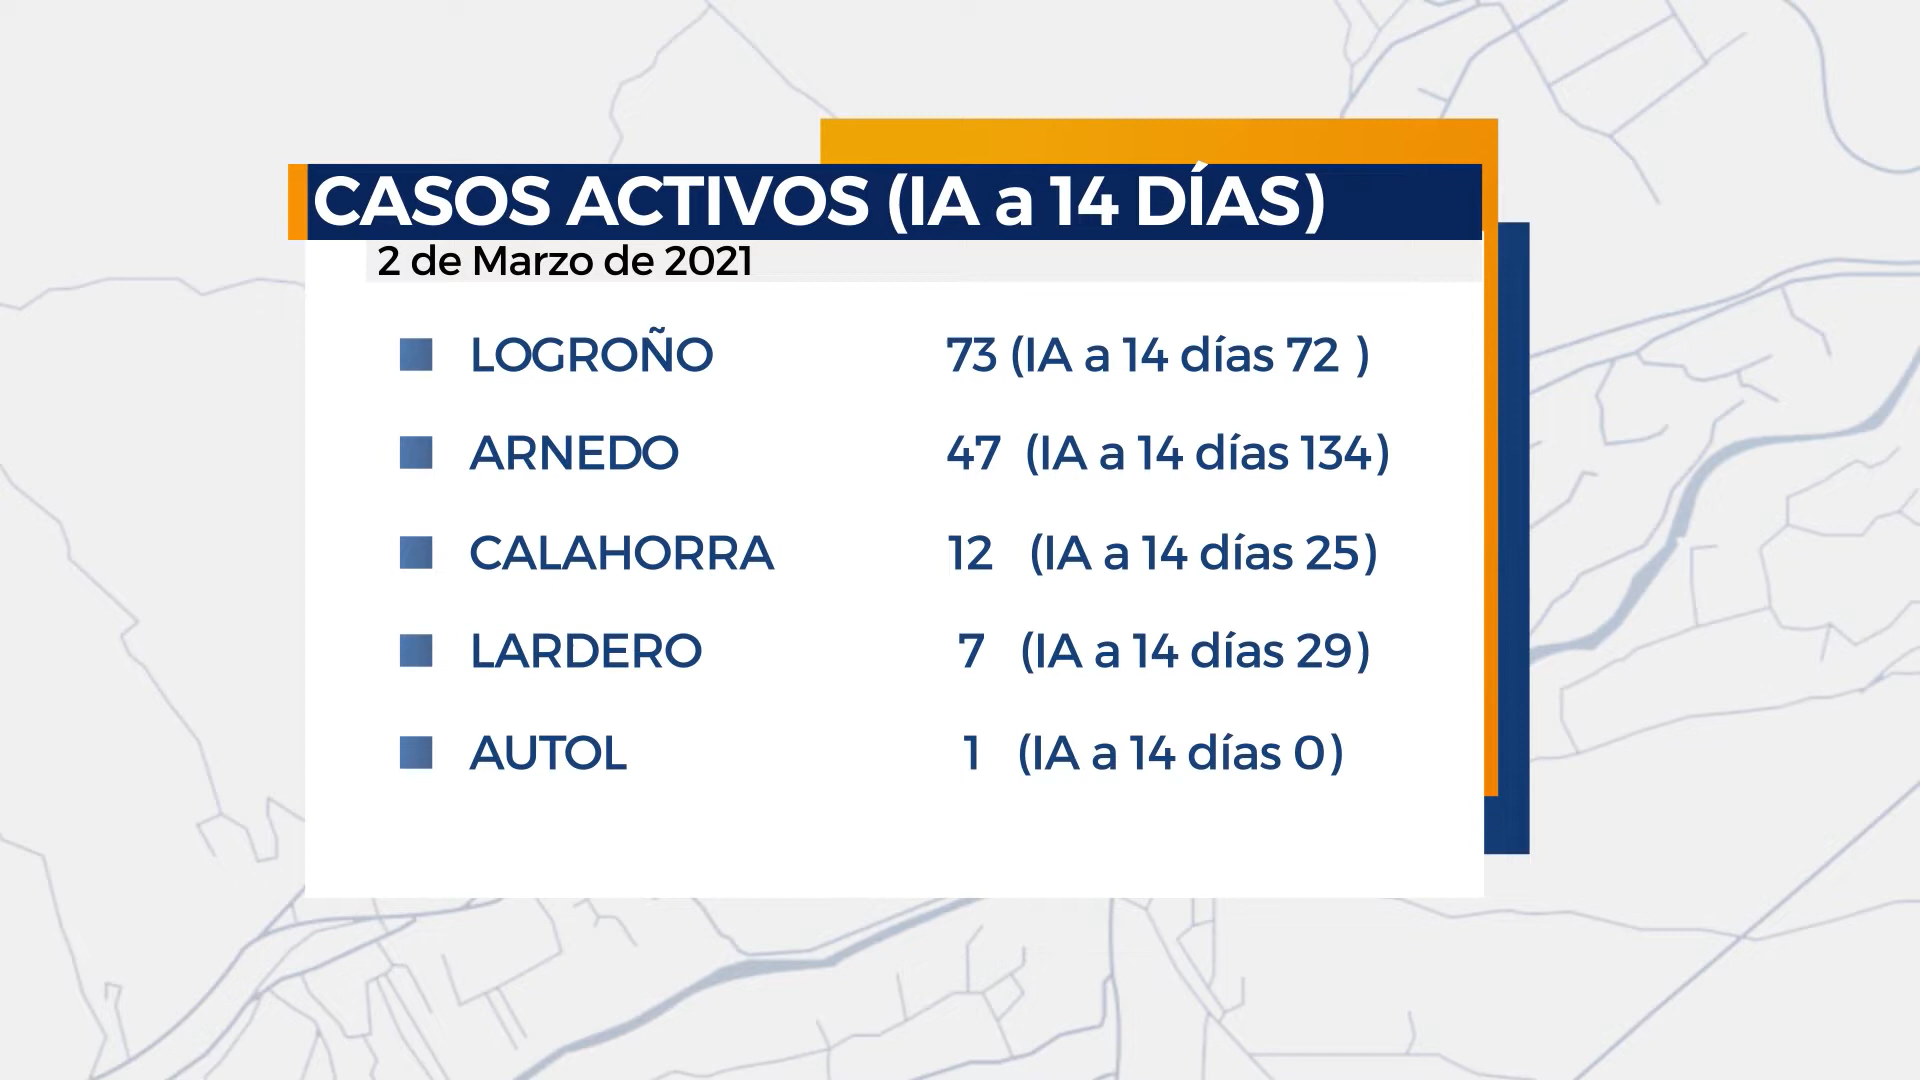 CASOS ACTIVOS (IA a 14 DÍAS)
2 de Marzo de 2021
LOGROÑO 73 (IA a 14 días 72 )
ARNEDO 47 (IA a 14 días 134)
CALAHORRA 12 (IA a 14 días 25)
LARDERO 7 (IA a 14 días 29)
AUTOL 1 (IA a 14 días 0)